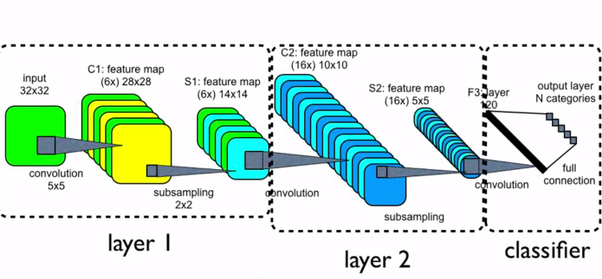 input
32x32
C1: feature map
(6x) 28x28
S1: feature map
(6x) 14x14
C2: feature map
(16x) 10x10
S2: feature map
(16x) 5x5
F3: layer
120
output layer
N categories
convolution
5x5
subsampling
2x2
convolution
subsampling
convolution
full
connection
layer 1
layer 2
classifier